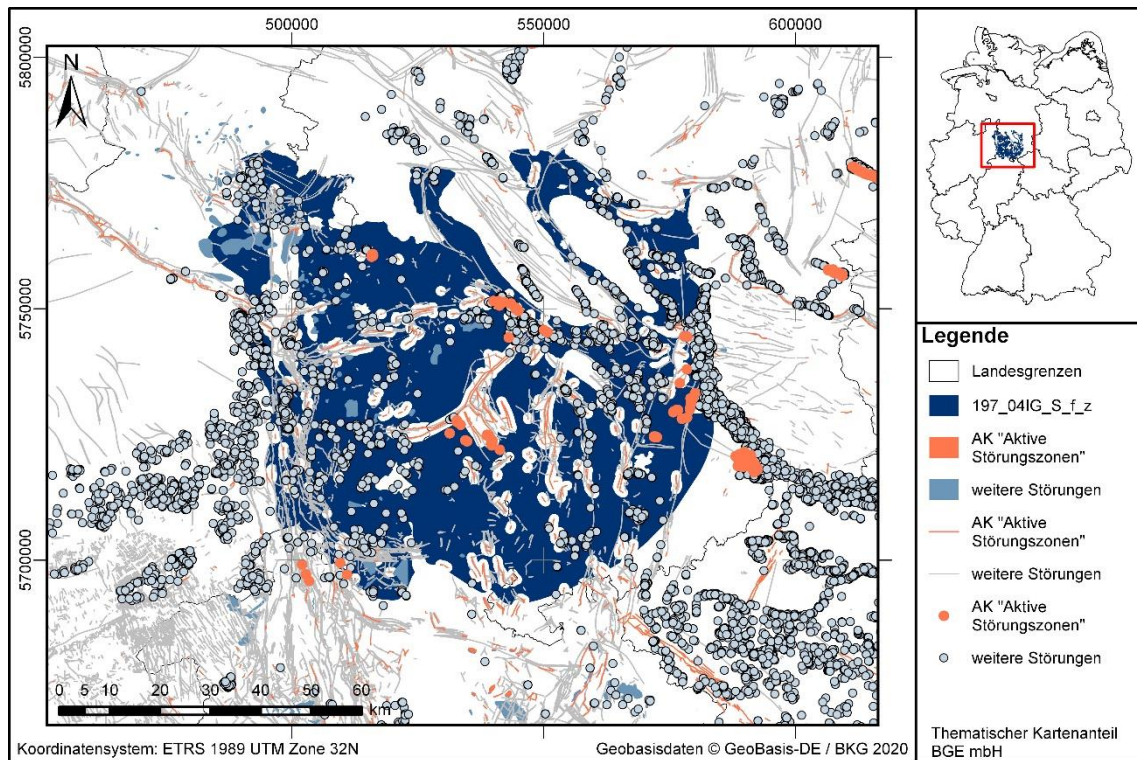 500000
550000
600000
5800000
5750000
5700000
N
0 5 10 20 30 40 50 60
km
Koordinatensystem: ETRS 1989 UTM Zone 32N
Geobasisdaten © GeoBasis-DE / BKG 2020
Legende
Landesgrenzen
197_04IG_S_f_z
AK "Aktive
Störungszonen"
weitere Störungen
AK "Aktive
Störungszonen"
weitere Störungen
AK "Aktive
Störungszonen"
weitere Störungen
Thematischer Kartenanteil
BGE mbH